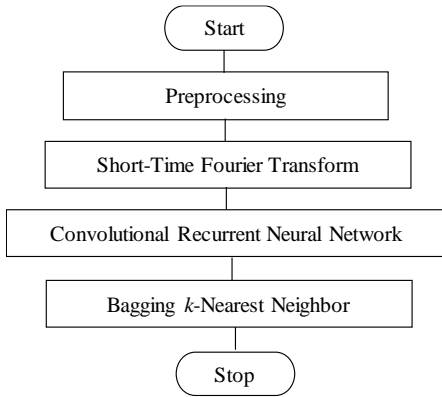 Start
Preprocessing
Short-Time Fourier Transform
Convolutional Recurrent Neural Network
Bagging k-Nearest Neighbor
Stop